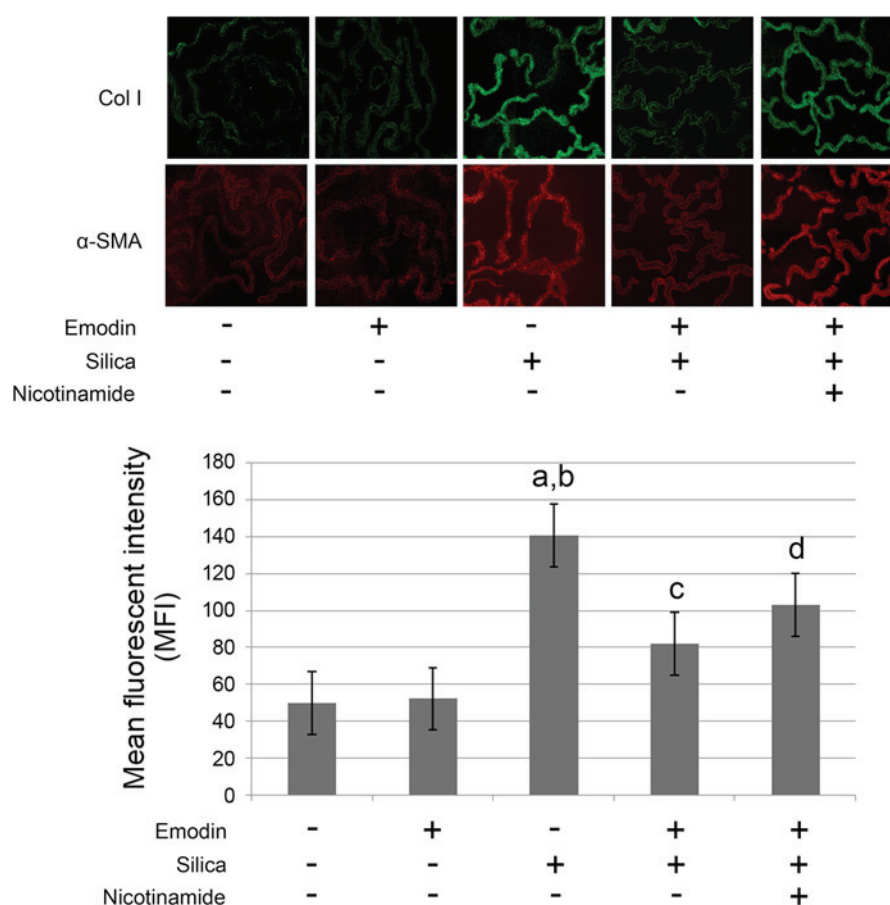 Col I
α-SMA
Emodin - + - + +
Silica - - + + +
Nicotinamide - - - - +
Mean fluorescent intensity
(MFI)
180
160
140
120
100
80
60
40
20
0
a,b
c
d
Emodin - + - + +
Silica - - + + +
Nicotinamide - - - - +